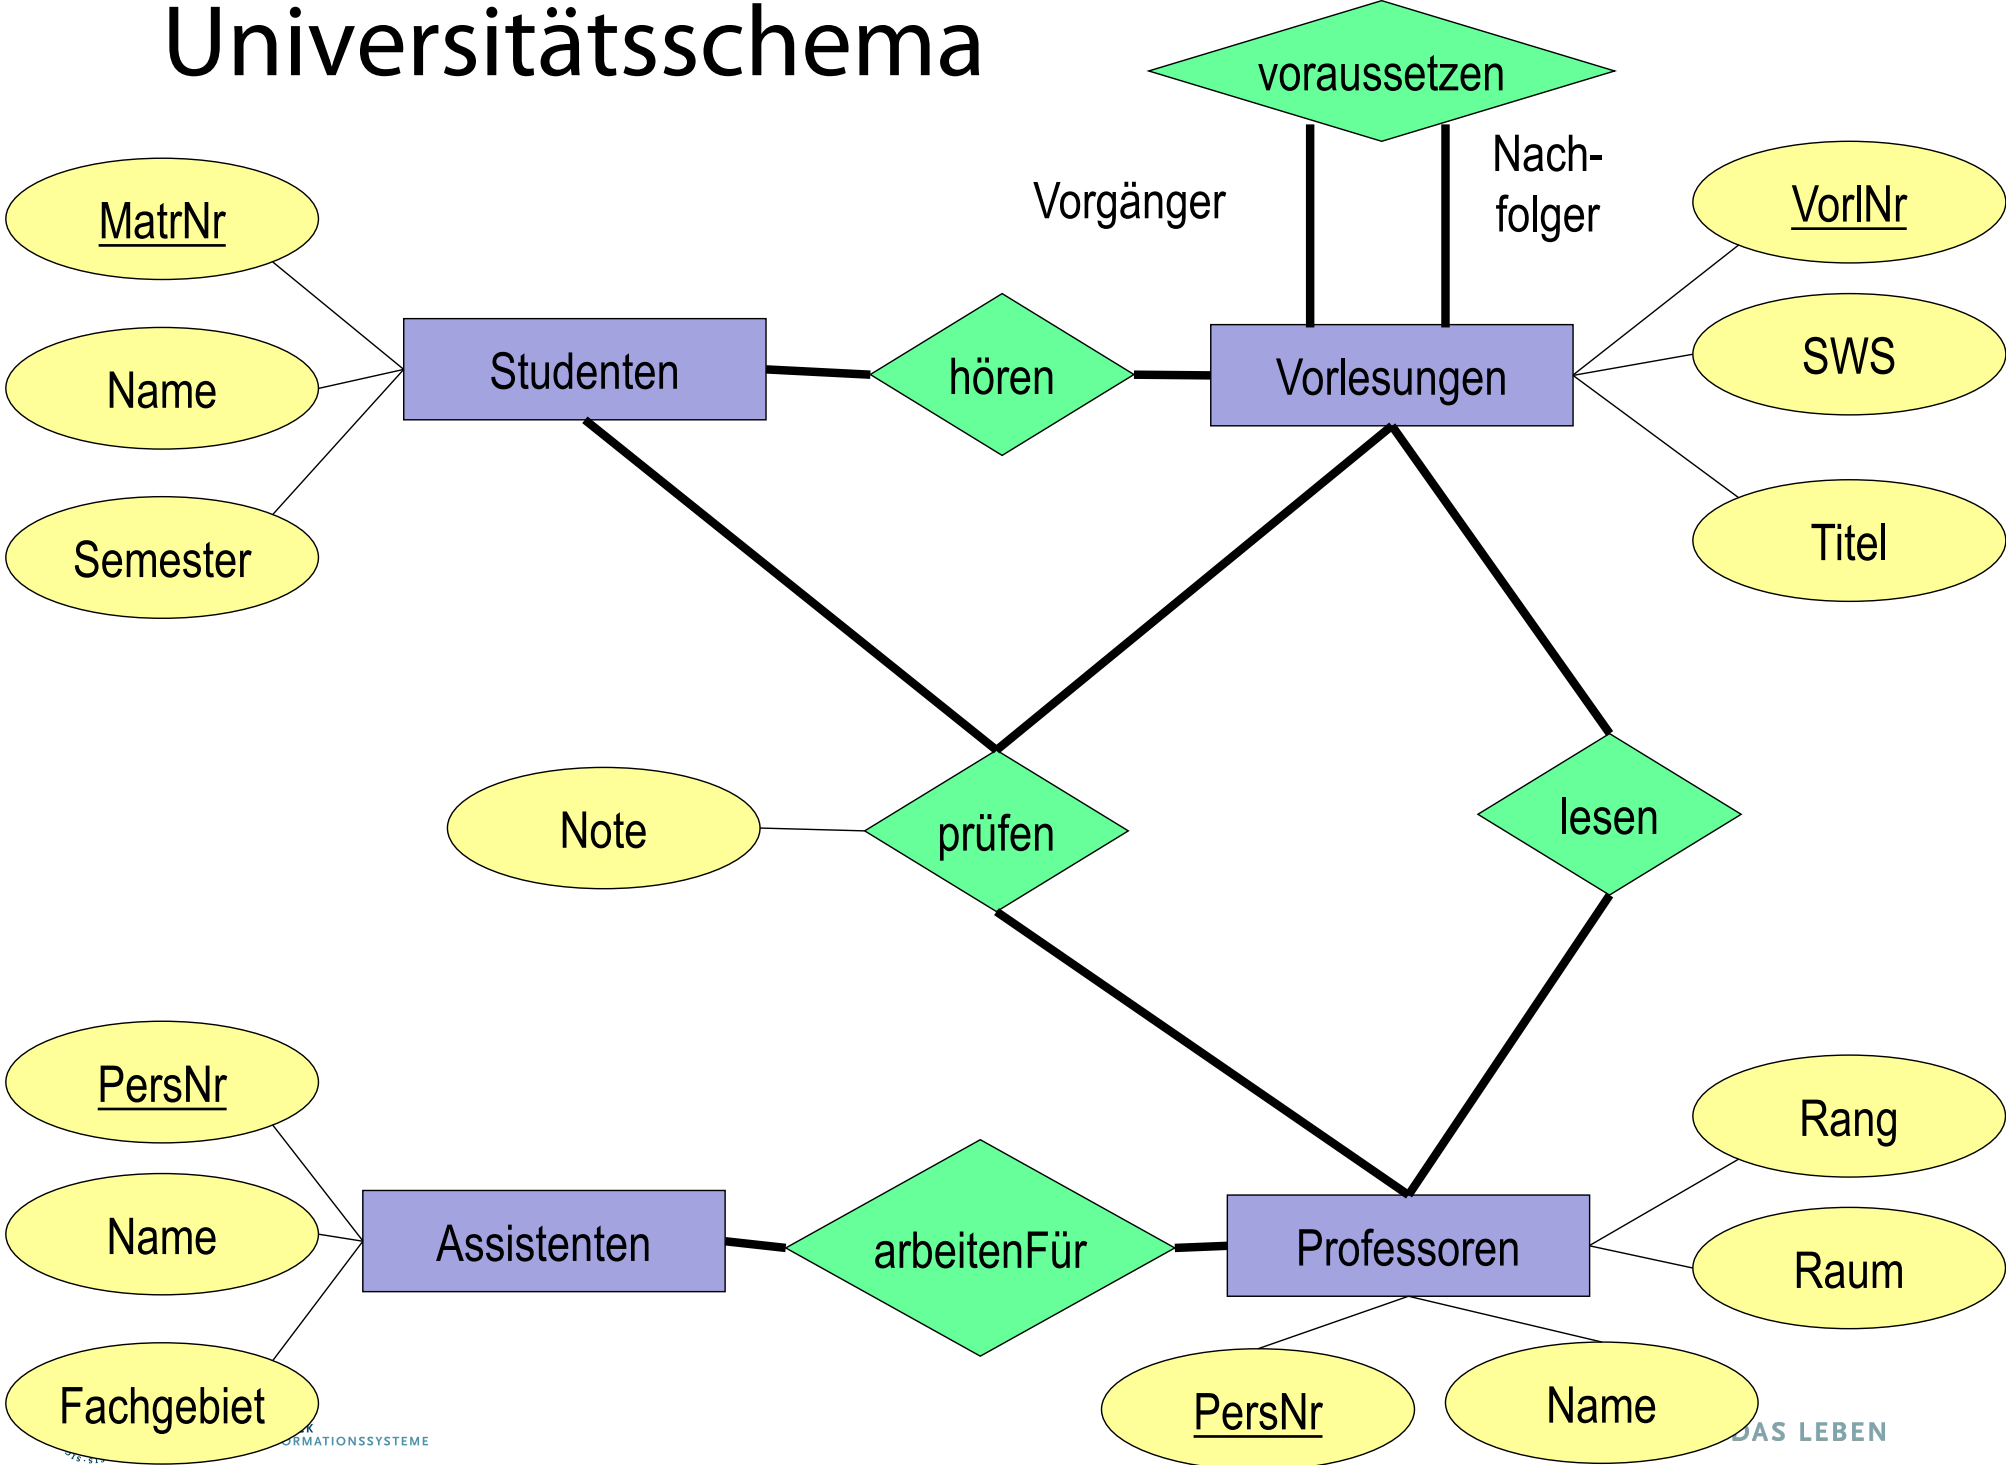 Universitätsschema
voraussetzen
Nach-
folger
Vorgänger
MatrNr
VorlNr
Name
Studenten
hören
Vorlesungen
SWS
Semester
Titel
Note
prüfen
lesen
PersNr
Rang
Name
Assistenten
arbeitenFür
Professoren
Raum
Fachgebiet
PersNr
Name
DAS LEBEN